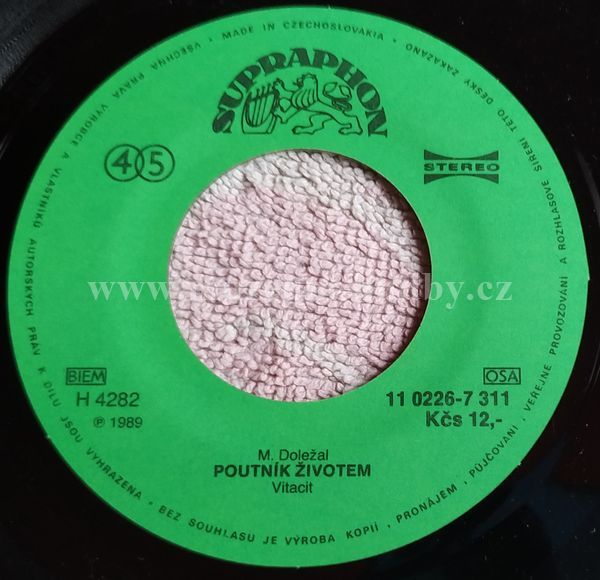 VŠECHNA PRÁVA VÝROBCE A VLASTNÍKŮ AUTORSKÝCH PRÁV K DÍLU JSOU VYHRAZENA - BEZ SOUHLASU JE VÝROBA KOPIÍ, PRONÁJEM, PŮJČOVÁNÍ, VEŘEJNÉ PROVOZOVÁNÍ A ROZHLASOVÉ ŠÍŘENÍ TÉTO DESKY ZAKÁZÁNO • MADE IN CZECHOSLOVAKIA •
SUPRAPHON
45
STEREO
BIEM
H 4282
Ⓟ 1989
OSA
11 0226-7 311
Kčs 12,-
M. Doležal
POUTNÍK ŽIVOTEM
Vitacit